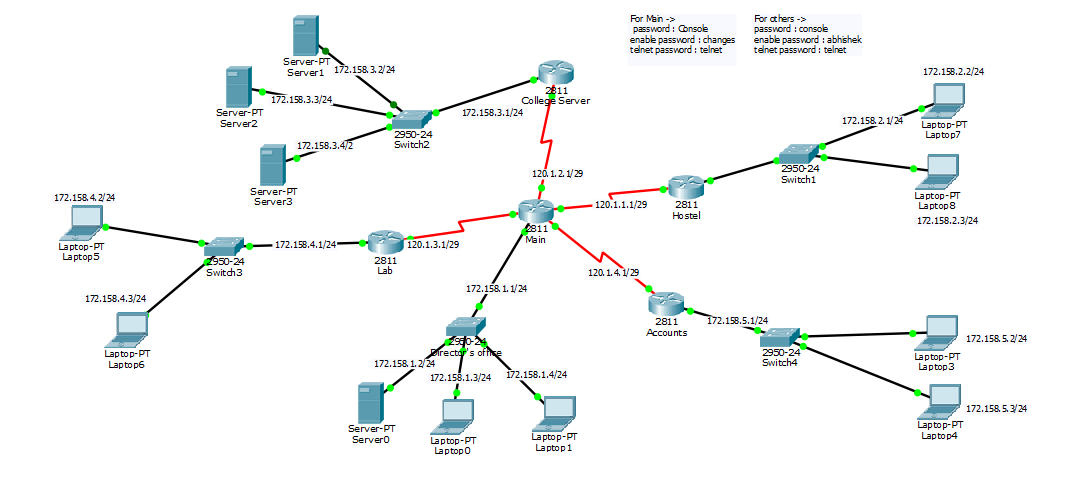 For Main ->
password : Console
enable password : changes
telnet password : telnet
For others ->
password : console
enable password : abhishek
telnet password : telnet
Server-PT
Server1
172.158.3.2/24
Server-PT
Server2
172.158.3.3/24
2950-24
Switch2
172.158.3.1/24
2811
College Server
172.158.3.4/2
Server-PT
Server3
120.1.2.1/29
172.158.2.2/24
Laptop-PT
Laptop7
172.158.2.1/24
2950-24
Switch1
Laptop-PT
Laptop8
172.158.2.3/24
2811
Hostel
120.1.1.1/29
2811
Main
172.158.4.2/24
Laptop-PT
Laptop5
2950-24
Switch3
172.158.4.1/24
2811
Lab
120.1.3.1/29
172.158.4.3/24
Laptop-PT
Laptop6
172.158.1.1/24
120.1.4.1/29
2811
Accounts
172.158.5.1/24
2950-24
Switch4
Laptop-PT
Laptop3
172.158.5.2/24
Laptop-PT
Laptop4
172.158.5.3/24
2950-24
Director's office
172.158.1.2/24
172.158.1.3/24
172.158.1.4/24
Server-PT
Server0
Laptop-PT
Laptop0
Laptop-PT
Laptop1